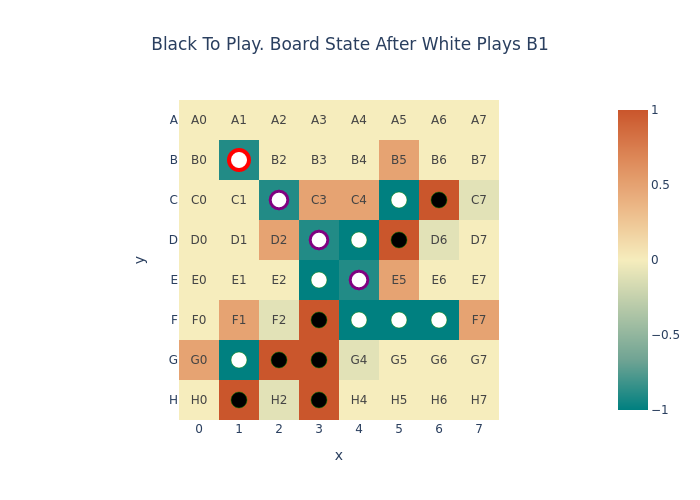 Black To Play. Board State After White Plays B1
A A0 A1 A2 A3 A4 A5 A6 A7
B B0 B2 B3 B4 B5 B6 B7
C C0 C1 C3 C4 C7
D D0 D1 D2 D6 D7
E E0 E1 E2 E5 E6 E7
F F0 F1 F2 F7
G G0 G4 G5 G6 G7
H H0 H2 H4 H5 H6 H7
0 1 2 3 4 5 6 7
x
y
1
0.5
0
−0.5
−1